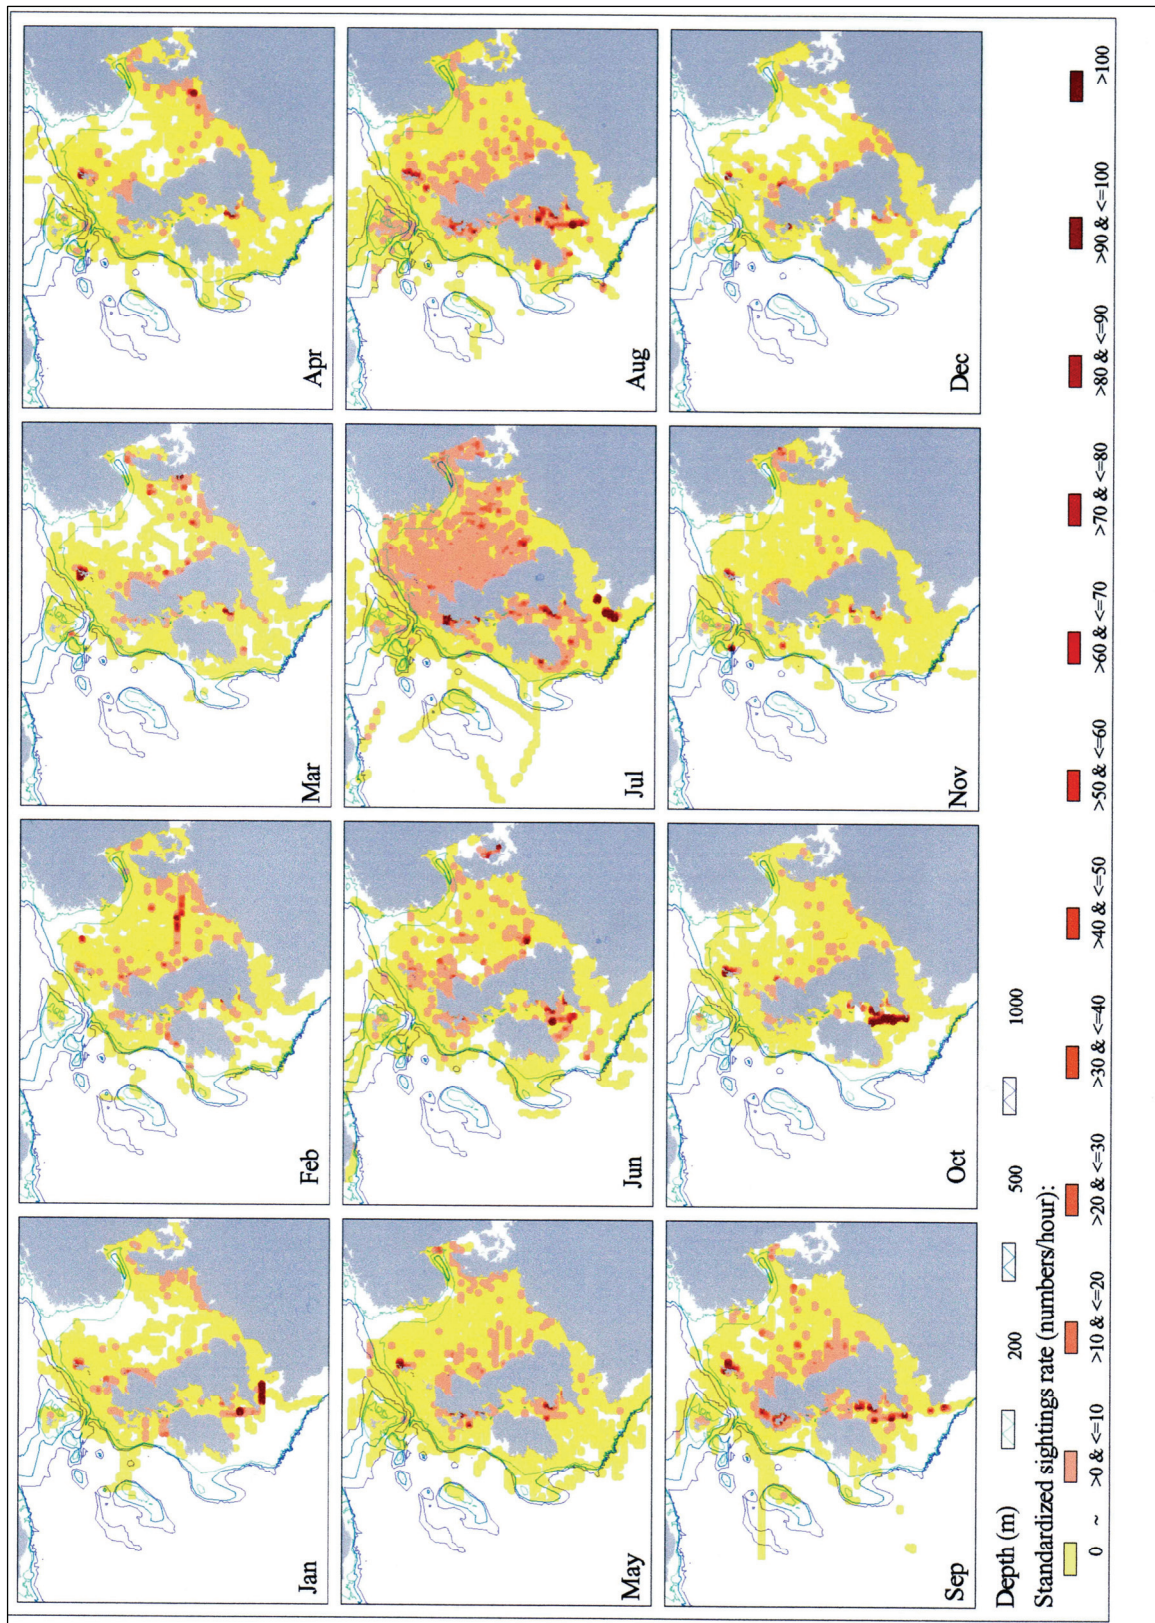 Jan
Feb
Mar
Apr
May
Jun
Jul
Aug
Sep
Oct
Nov
Dec
Depth (m) 200 500 1000
Standardized sightings rate (numbers/hour):
0 ~ >0 & <=10 >10 & <=20 >20 & <=30 >30 & <=40 >40 & <=50 >50 & <=60 >60 & <=70 >70 & <=80 >80 & <=90 >90 & <=100 >100